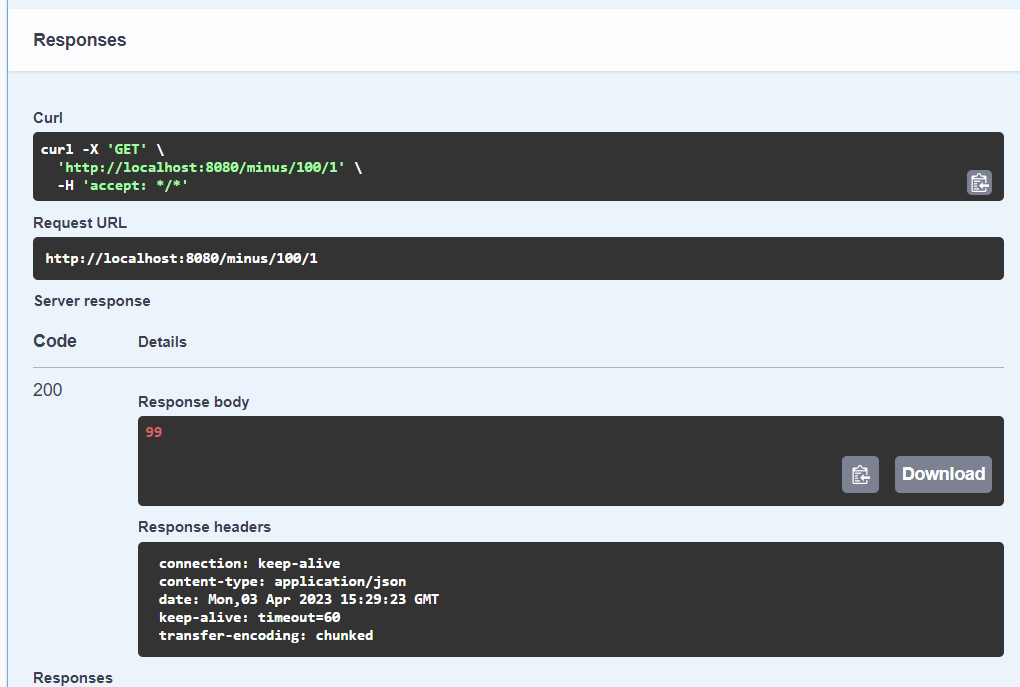 Responses
Curl
curl -X 'GET' \
  'http://localhost:8080/minus/100/1' \
  -H 'accept: */*'
Request URL
http://localhost:8080/minus/100/1
Server response
Code Details
200
Response body
99
Download
Response headers
connection: keep-alive
content-type: application/json
date: Mon,03 Apr 2023 15:29:23 GMT
keep-alive: timeout=60
transfer-encoding: chunked
Responses